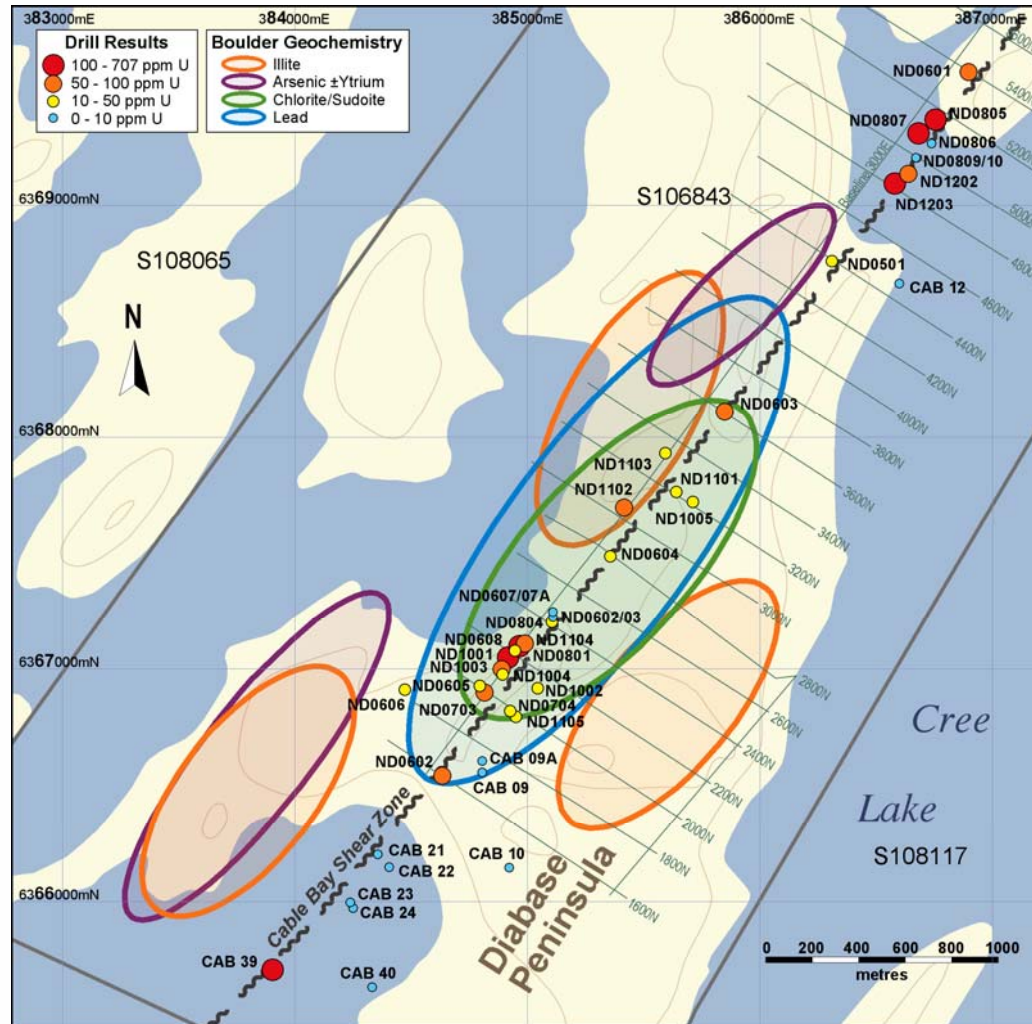 383000mE
384000mE
385000mE
386000mE
387000mE
Drill Results
100 - 707 ppm U
50 - 100 ppm U
10 - 50 ppm U
0 - 10 ppm U
Boulder Geochemistry
Illite
Arsenic ±Ytrium
Chlorite/Sudoite
Lead
ND0601
5400N
ND0805
ND0807
ND0806
5200N
ND0809/10
Baseline 3000E
ND1202
5000N
6369000mN
S106843
ND1203
4800N
S108065
ND0501
CAB 12
4600N
N
4400N
4200N
4000N
ND0603
3800N
6368000mN
ND1103
3600N
ND1101
ND1102
ND1005
3400N
ND0604
3200N
ND0607/07A
3000N
ND0602/03
ND0804
ND0608
ND1104
ND1001
ND0801
6367000mN
ND1003
ND1004
2800N
ND0605
ND1002
ND0606
ND0703
ND0704
2600N
ND1105
Cree
2400N
ND0602
CAB 09A
2200N
CAB 09
2000N
Lake
Cable Bay Shear Zone
CAB 21
CAB 10
1800N
S108117
CAB 22
6366000mN
CAB 23
CAB 24
1600N
Diabase
Peninsula
CAB 39
CAB 40
0 200 400 600 800 1000
metres